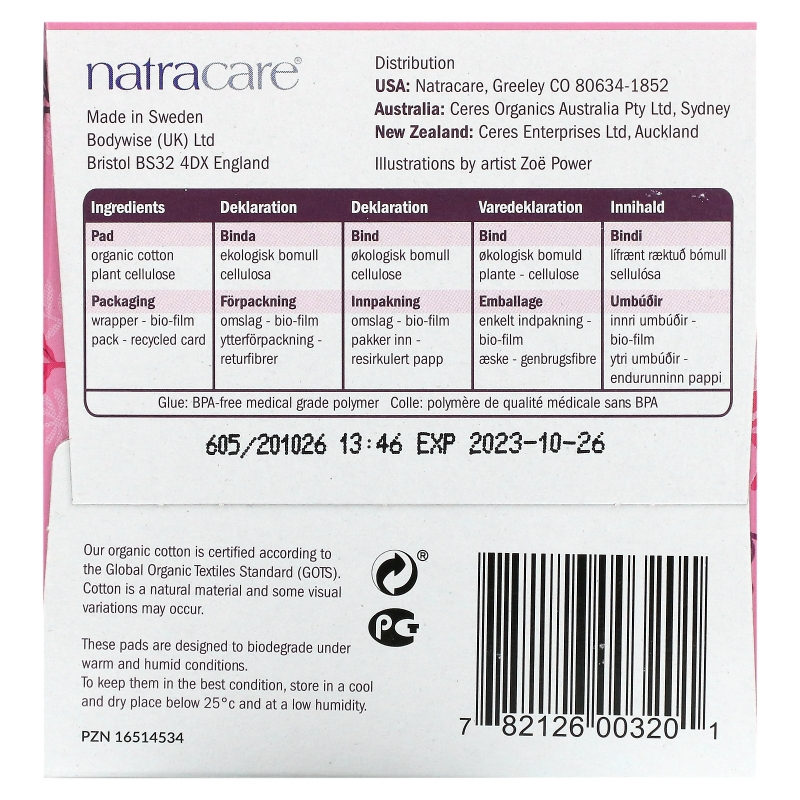 natracare®
Made in Sweden
Bodywise (UK) Ltd
Bristol BS32 4DX England
Distribution
USA: Natracare, Greeley CO 80634-1852
Australia: Ceres Organics Australia Pty Ltd, Sydney
New Zealand: Ceres Enterprises Ltd, Auckland
Illustrations by artist Zoë Power
Ingredients
Pad
organic cotton
plant cellulose
Packaging
wrapper - bio-film
pack - recycled card
Deklaration
Binda
ekologisk bomull
cellulosa
Förpackning
omslag - bio-film
ytterförpackning -
returfibrer
Deklaration
Bind
økologisk bomull
cellulose
Innpakning
omslag - bio-film
pakker inn -
resirkulert papp
Varedeklaration
Bind
økologisk bomuld
plante - cellulose
Emballage
enkelt indpakning -
bio-film
æske - genbrugsfibre
Innihald
Bindi
lífrænt ræktuð bómull
sellulósa
Umbúðir
innri umbúðir -
bio-film
ytri umbúðir -
endurunninn pappi
Glue: BPA-free medical grade polymer Colle: polymère de qualité médicale sans BPA
605/201026 13:46 EXP 2023-10-26
Our organic cotton is certified according to
the Global Organic Textiles Standard (GOTS).
Cotton is a natural material and some visual
variations may occur.
These pads are designed to biodegrade under
warm and humid conditions.
To keep them in the best condition, store in a cool
and dry place below 25°c and at a low humidity.
PZN 16514534
®
7 82126 00320 1